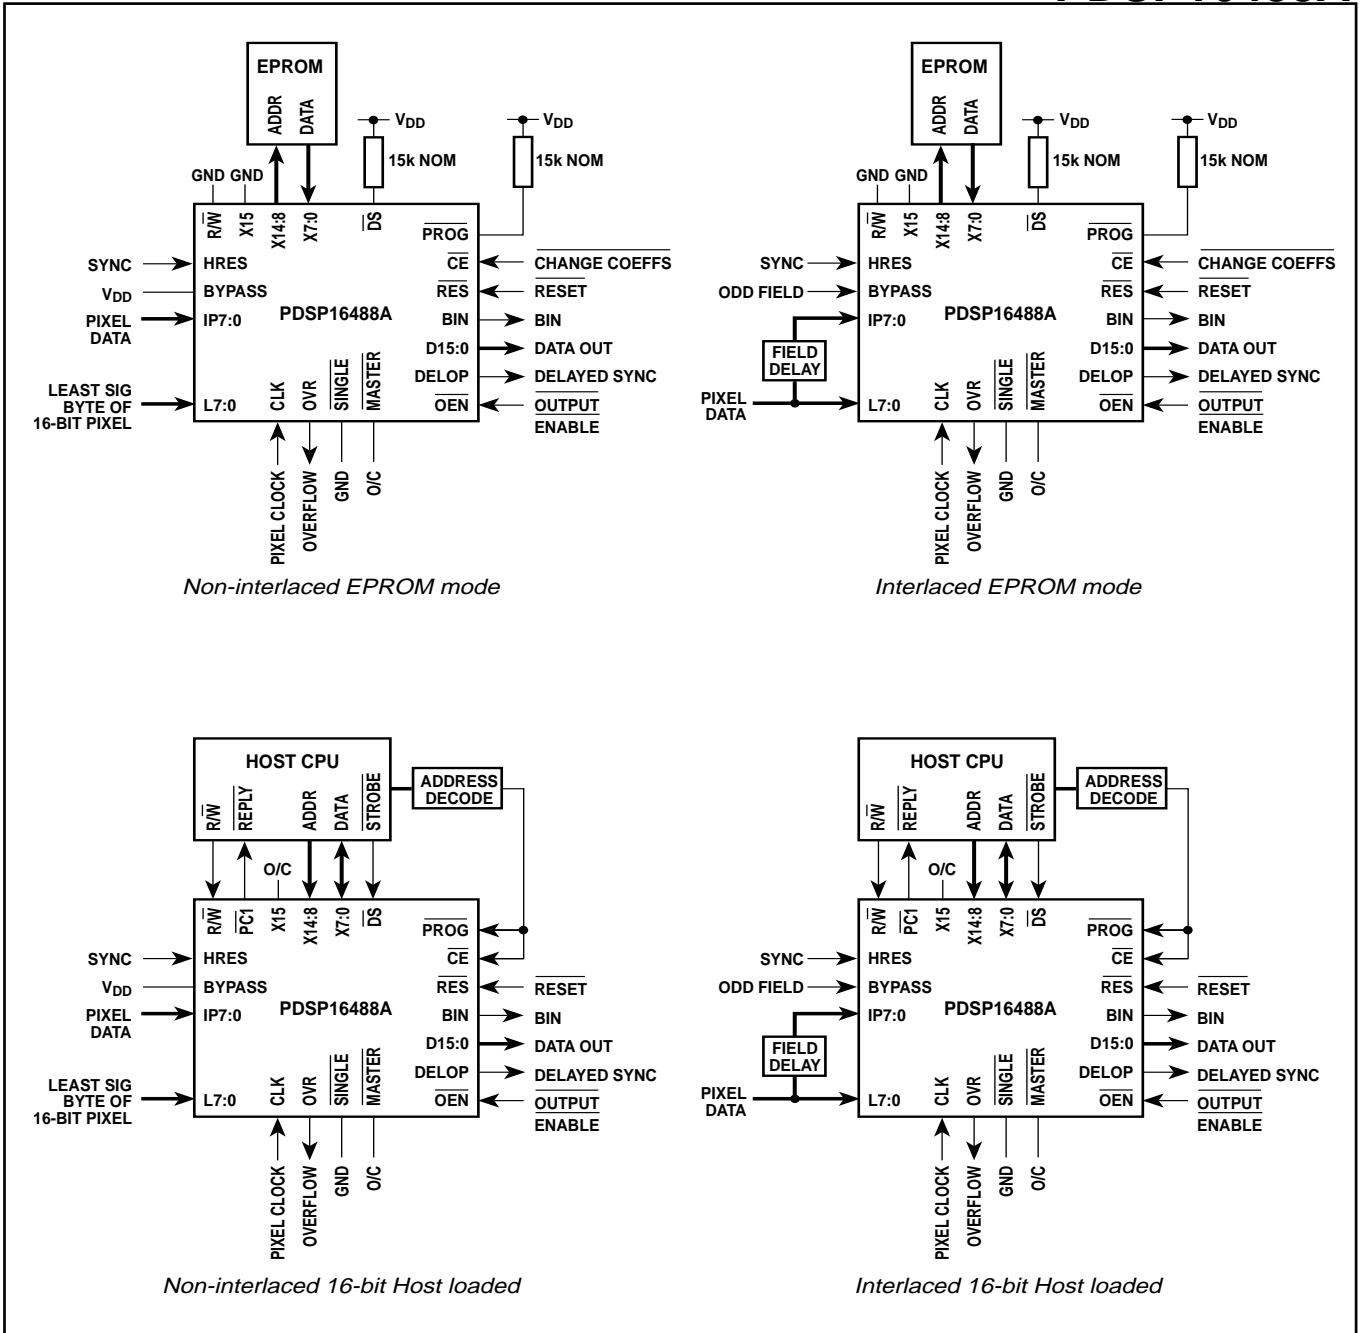 EPROM
ADDR
DATA
VDD
VDD
15k NOM
15k NOM
GND GND
R/W
X15
X14:8
X7:0
DS
PROG
SYNC
HRES
CE
CHANGE COEFFS
VDD
BYPASS
RES
RESET
PIXEL
DATA
IP7:0
PDSP16488A
BIN
BIN
D15:0
DATA OUT
DELOP
DELAYED SYNC
LEAST SIG
BYTE OF
16-BIT PIXEL
L7:0
CLK
OVR
SINGLE
MASTER
OEN
OUTPUT
ENABLE
PIXEL CLOCK
OVERFLOW
GND
O/C
Non-interlaced EPROM mode
EPROM
ADDR
DATA
VDD
VDD
15k NOM
15k NOM
GND GND
R/W
X15
X14:8
X7:0
DS
PROG
SYNC
HRES
CE
CHANGE COEFFS
ODD FIELD
BYPASS
RES
RESET
IP7:0
PDSP16488A
BIN
BIN
FIELD
DELAY
D15:0
DATA OUT
DELOP
DELAYED SYNC
PIXEL
DATA
L7:0
CLK
OVR
SINGLE
MASTER
OEN
OUTPUT
ENABLE
PIXEL CLOCK
OVERFLOW
GND
O/C
Interlaced EPROM mode
HOST CPU
ADDRESS
DECODE
R/W
REPLY
ADDR
DATA
STROBE
O/C
R/W
PC1
X15
X14:8
X7:0
DS
PROG
SYNC
HRES
CE
VDD
BYPASS
RES
RESET
PIXEL
DATA
IP7:0
PDSP16488A
BIN
BIN
D15:0
DATA OUT
DELOP
DELAYED SYNC
LEAST SIG
BYTE OF
16-BIT PIXEL
L7:0
CLK
OVR
SINGLE
MASTER
OEN
OUTPUT
ENABLE
PIXEL CLOCK
OVERFLOW
GND
O/C
Non-interlaced 16-bit Host loaded
HOST CPU
ADDRESS
DECODE
R/W
REPLY
ADDR
DATA
STROBE
O/C
R/W
PC1
X15
X14:8
X7:0
DS
PROG
SYNC
HRES
CE
ODD FIELD
BYPASS
RES
RESET
IP7:0
PDSP16488A
BIN
BIN
FIELD
DELAY
D15:0
DATA OUT
DELOP
DELAYED SYNC
PIXEL
DATA
L7:0
CLK
OVR
SINGLE
MASTER
OEN
OUTPUT
ENABLE
PIXEL CLOCK
OVERFLOW
GND
O/C
Interlaced 16-bit Host loaded